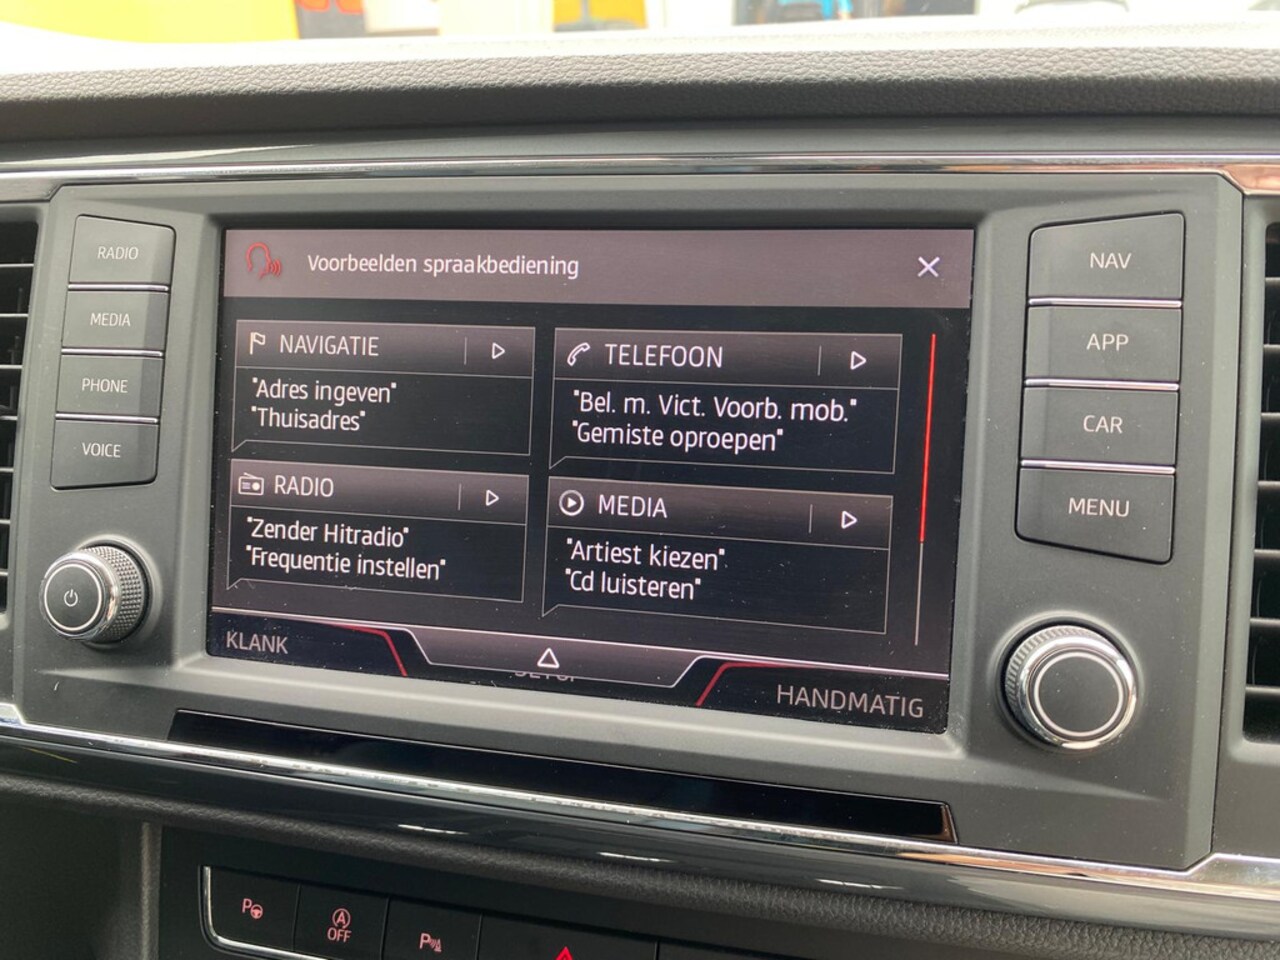 RADIO
MEDIA
PHONE
VOICE
Voorbeelden spraakbediening
NAVIGATIE
"Adres ingeven"
"Thuisadres"
TELEFOON
"Bel. m. Vict. Voorb. mob."
"Gemiste oproepen"
RADIO
"Zender Hitradio"
"Frequentie instellen"
MEDIA
"Artiest kiezen"
"Cd luisteren"
KLANK
HANDMATIG
NAV
APP
CAR
MENU
P
A
OFF
P